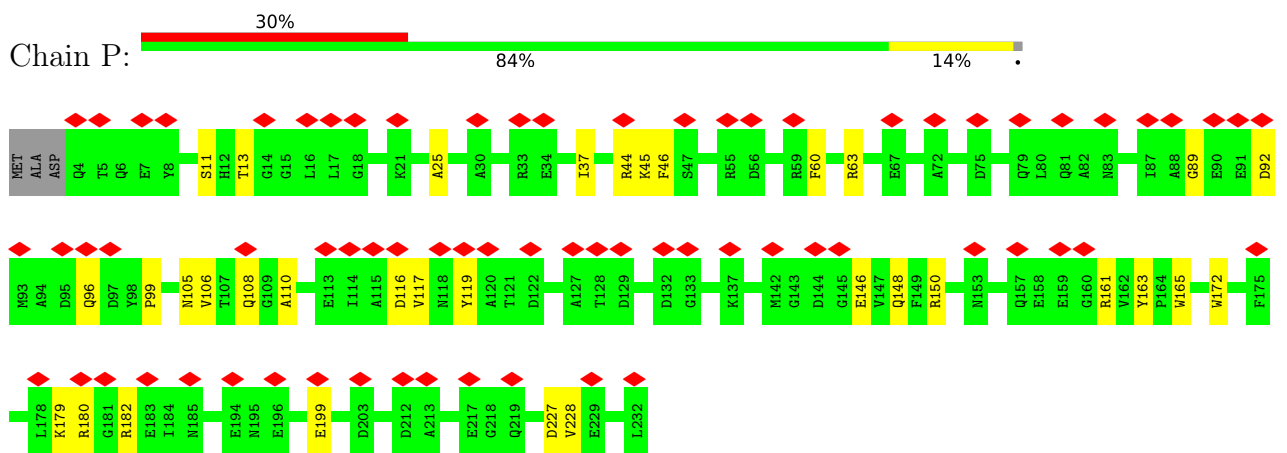 30%
Chain P:
84% 14% •
MET ALA ASP Q4 T5 Q6 E7 Y8 S11 H12 T13 G14 G15 L16 L17 G18 K21 A25 A30 R33 E34 I37 R44 K45 F46 S47 R55 D56 R59 F60 R63 E67 A72 D75 Q79 L80 Q81 A82 N83 I87 A88 G89 E90 E91 D92
M93 A94 D95 Q96 D97 Y98 P99 N105 V106 T107 Q108 G109 A110 E113 I114 A115 D116 V117 N118 Y119 A120 T121 D122 A127 T128 D129 D132 G133 K137 M142 G143 D144 G145 E146 V147 Q148 F149 R150 N153 Q157 E158 E159 G160 R161 V162 Y163 P164 W165 W172 F175
L178 K179 R180 G181 R182 E183 I184 N185 E194 N195 E196 E199 D203 D212 A213 E217 G218 Q219 D227 V228 E229 L232